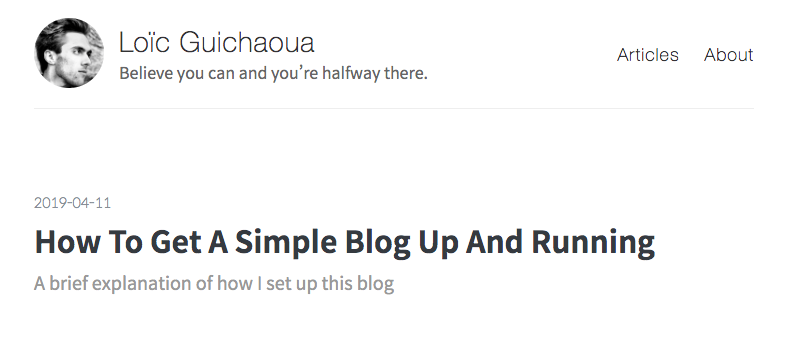 Loïc Guichaoua
Believe you can and you’re halfway there.
Articles About
2019-04-11
How To Get A Simple Blog Up And Running
A brief explanation of how I set up this blog